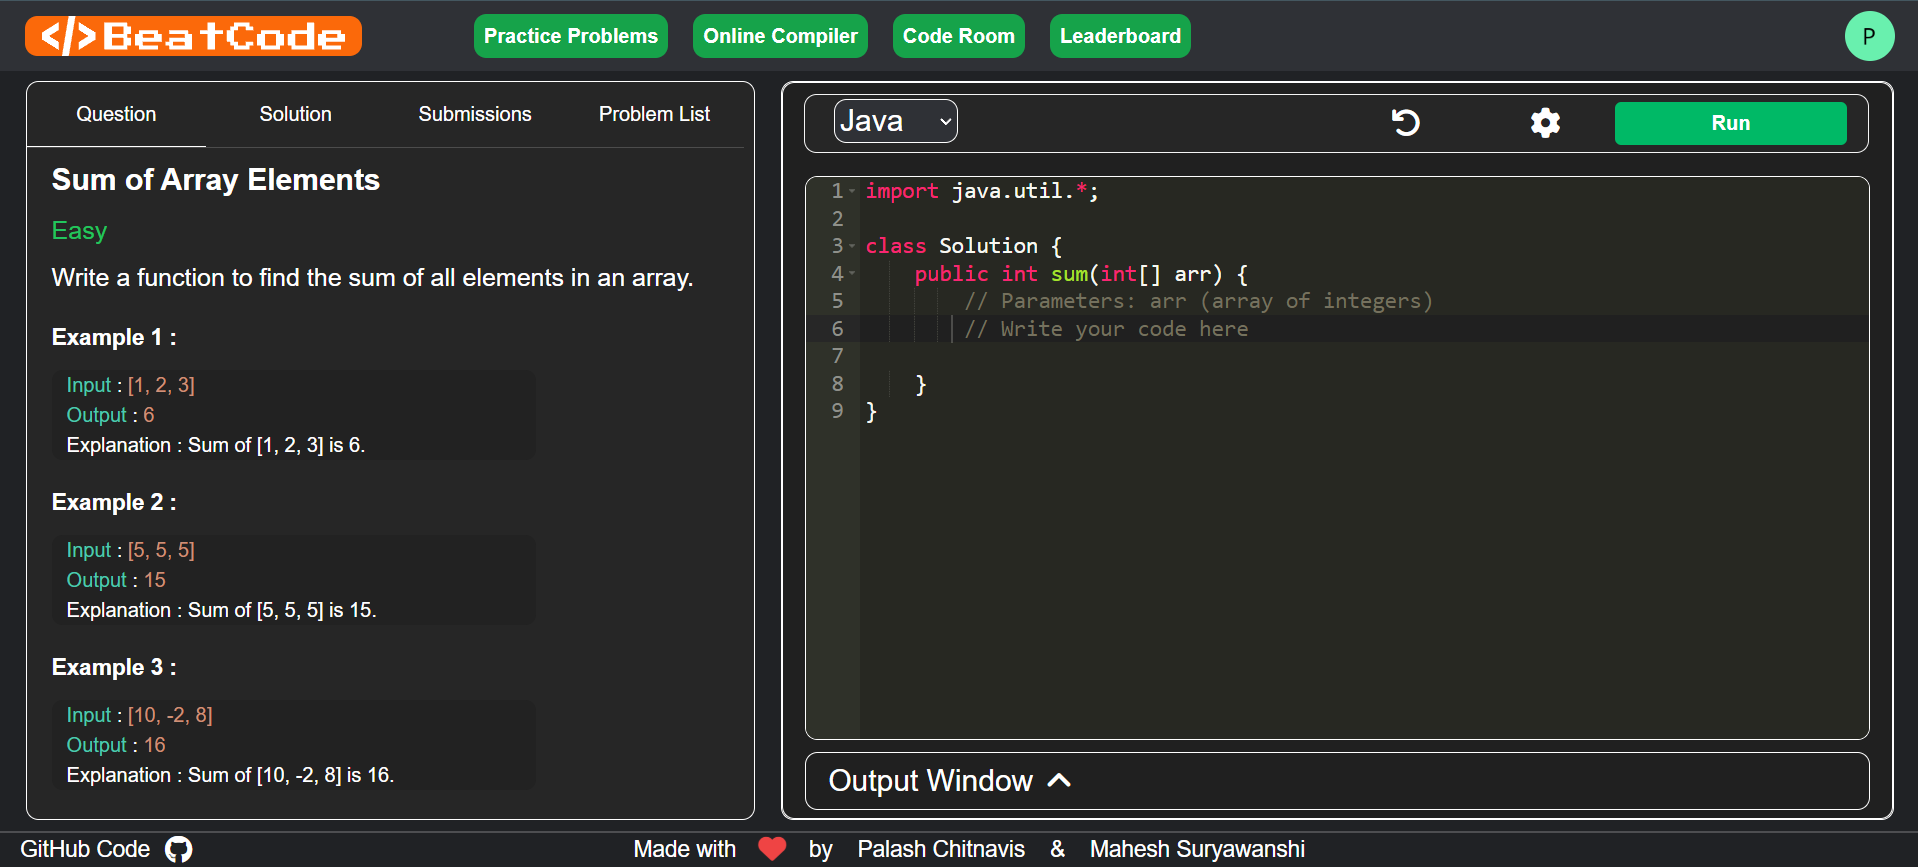 </>BeatCode
Practice Problems
Online Compiler
Code Room
Leaderboard
P
Question
Solution
Submissions
Problem List
Sum of Array Elements
Easy
Write a function to find the sum of all elements in an array.
Example 1 :
Input : [1, 2, 3]
Output : 6
Explanation : Sum of [1, 2, 3] is 6.
Example 2 :
Input : [5, 5, 5]
Output : 15
Explanation : Sum of [5, 5, 5] is 15.
Example 3 :
Input : [10, -2, 8]
Output : 16
Explanation : Sum of [10, -2, 8] is 16.
Java
Run
1 import java.util.*;
2
3 class Solution {
4     public int sum(int[] arr) {
5         // Parameters: arr (array of integers)
6         // Write your code here
7
8     }
9 }
Output Window
GitHub Code
Made with by Palash Chitnavis & Mahesh Suryawanshi